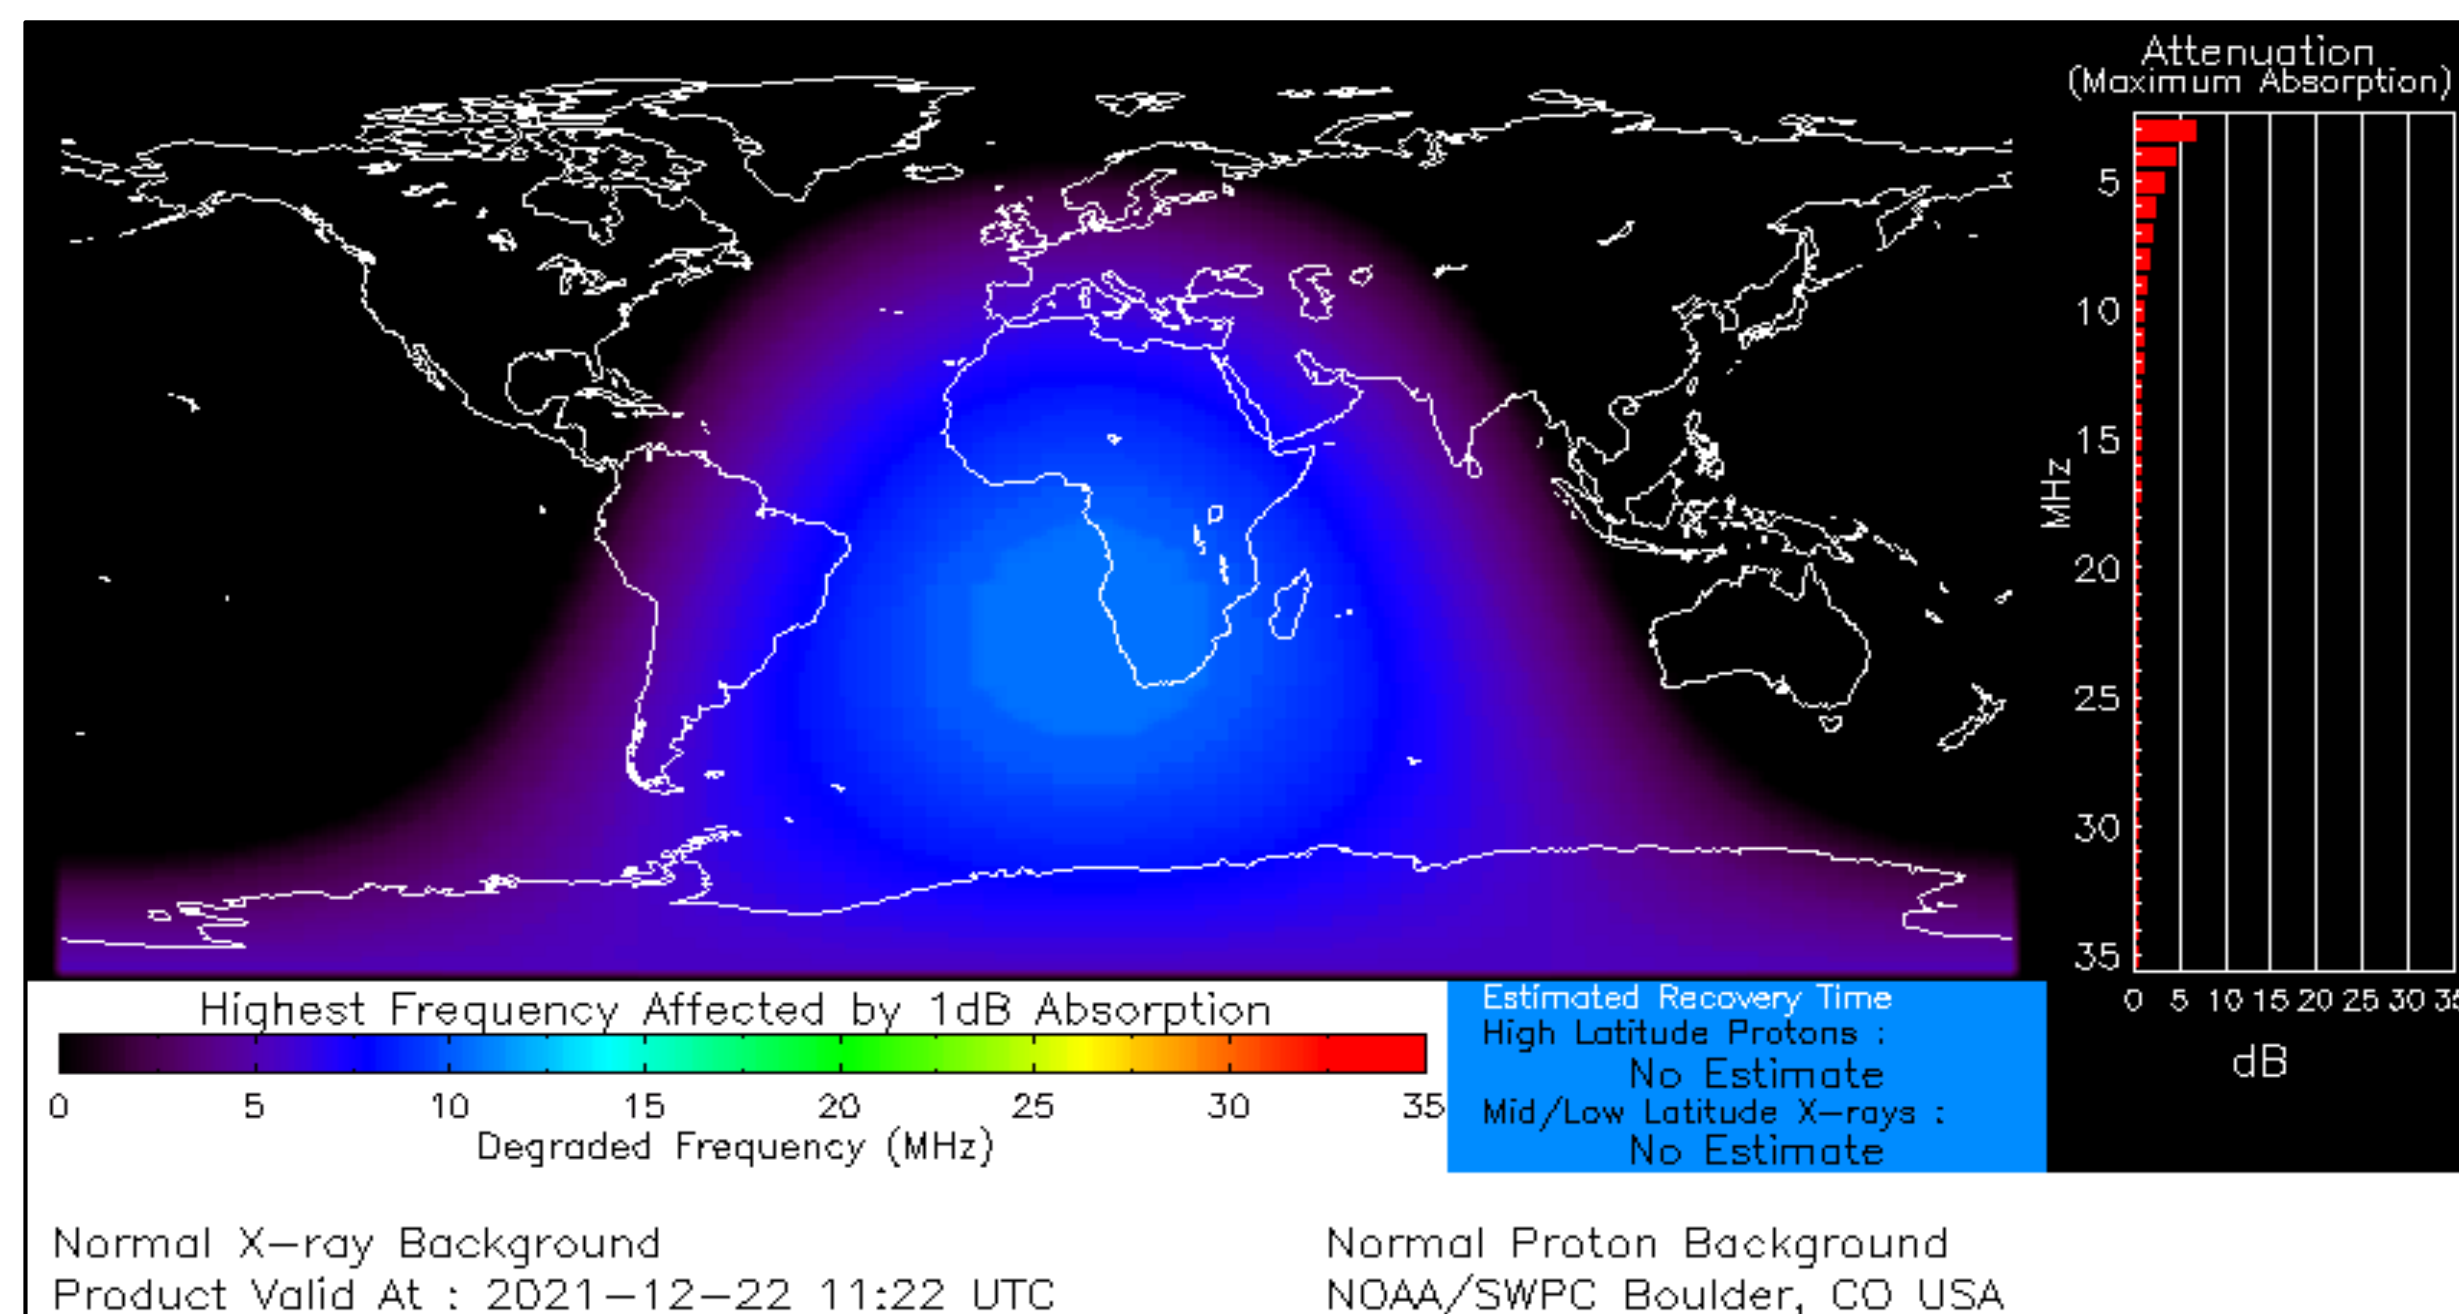 Attenuation
(Maximum Absorption)
5
10
15
20
25
30
35
MHz
0 5 10 15 20 25 30
dB
Highest Frequency Affected by 1dB Absorption
0 5 10 15 20 25 30 35
Degraded Frequency (MHz)
Estimated Recovery Time
High Latitude Protons :
No Estimate
Mid/Low Latitude X-rays :
No Estimate
Normal X-ray Background
Normal Proton Background
Product Valid At : 2021-12-22 11:22 UTC
NOAA/SWPC Boulder, CO USA